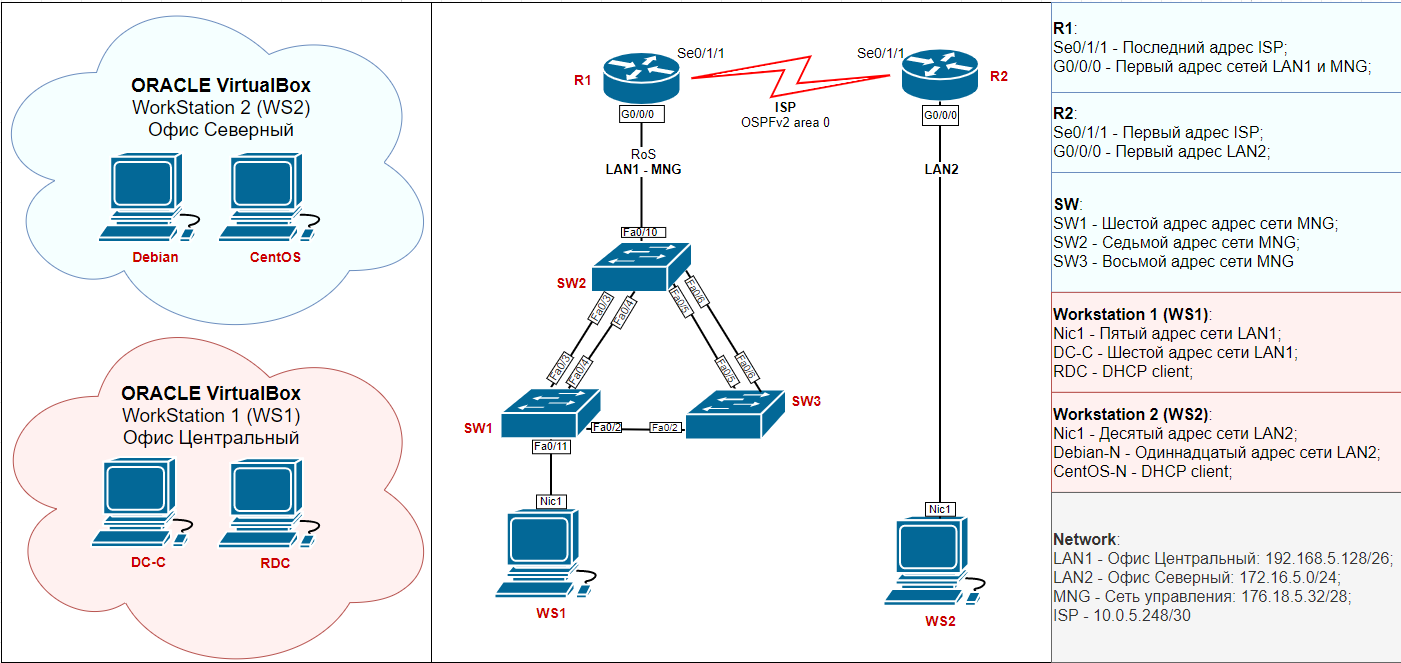 ORACLE VirtualBox
WorkStation 2 (WS2)
Офис Северный
Debian
CentOS
ORACLE VirtualBox
WorkStation 1 (WS1)
Офис Центральный
DC-C
RDC
Se0/1/1
Se0/1/1
R1
R2
ISP
OSPFv2 area 0
G0/0/0
G0/0/0
RoS
LAN1 - MNG
LAN2
Fa0/10
SW2
Fa0/3
Fa0/4
Fa0/5
Fa0/6
Fa0/3
Fa0/4
Fa0/5
Fa0/6
SW1
SW3
Fa0/2
Fa0/2
Fa0/11
Nic1
Nic1
WS1
WS2
R1:
Se0/1/1 - Последний адрес ISP;
G0/0/0 - Первый адрес сетей LAN1 и MNG;
R2:
Se0/1/1 - Первый адрес ISP;
G0/0/0 - Первый адрес LAN2;
SW:
SW1 - Шестой адрес адрес сети MNG;
SW2 - Седьмой адрес сети MNG;
SW3 - Восьмой адрес сети MNG
Workstation 1 (WS1):
Nic1 - Пятый адрес сети LAN1;
DC-C - Шестой адрес сети LAN1;
RDC - DHCP client;
Workstation 2 (WS2):
Nic1 - Десятый адрес сети LAN2;
Debian-N - Одиннадцатый адрес сети LAN2;
CentOS-N - DHCP client;
Network:
LAN1 - Офис Центральный: 192.168.5.128/26;
LAN2 - Офис Северный: 172.16.5.0/24;
MNG - Сеть управления: 176.18.5.32/28;
ISP - 10.0.5.248/30